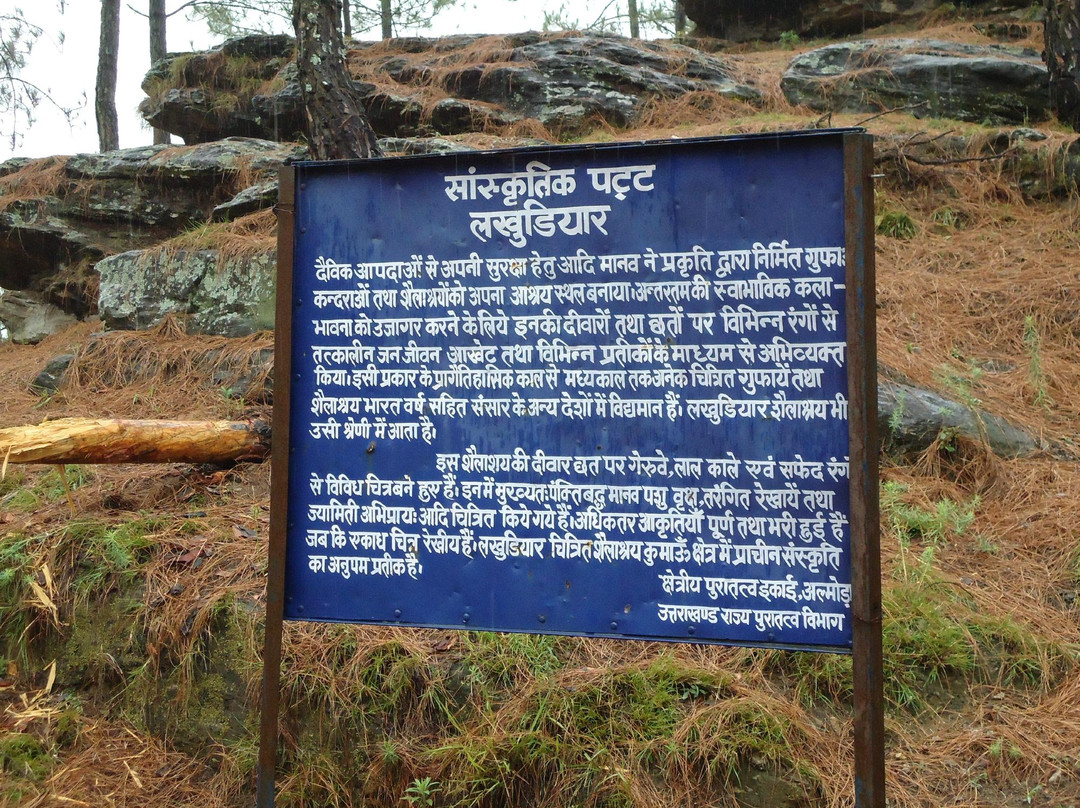 सांस्कृतिक पट्ट
लखुडियार
दैविक आपदाओं से अपनी सुरक्षा हेतु आदि मानव ने प्रकृति द्वारा निर्मित गुफा
कन्दराओं तथा शैलाश्रयों को अपना आश्रय स्थल बनाया। अन्तरतम की स्वाभाविक कला-
भावना को उजागर करने के लिये इनकी दीवारों तथा छतों पर विभिन्न रंगों से
तत्कालीन जन जीवन आखेट तथा विभिन्न प्रतीकों के माध्यम से अभिव्यक्त
किया। इसी प्रकार के प्रागैतिहासिक काल से मध्य काल तक अनेक चित्रित गुफायें तथा
शैलाश्रय भारत वर्ष सहित संसार के अन्य देशों में विद्यमान हैं। लखुडियार शैलाश्रय भी
उसी श्रेणी में आता है।
इस शैलाशय की दीवार छत पर गेरुवे, लाल काले एवं सफेद रंग
से विविध चित्र बने हुए हैं। इन में मुख्यतः पंक्तिबद्ध मानव पशु वृक्ष, तरंगित रेखायें तथा
ज्यामिती अभिप्रायः आदि चित्रित किये गये हैं। अधिकतर आकृतियाँ पूर्ण तथा भरी हुई हैं
जब कि एकाध चित्र रेखीय हैं। लखुडियार चित्रित शैलाश्रय कुमाऊँ क्षेत्र में प्राचीन संस्कृति
का अनुपम प्रतीक है।
क्षेत्रीय पुरातत्व इकाई, अल्मोड़ा
उत्तराखण्ड राज्य पुरातत्व विभाग